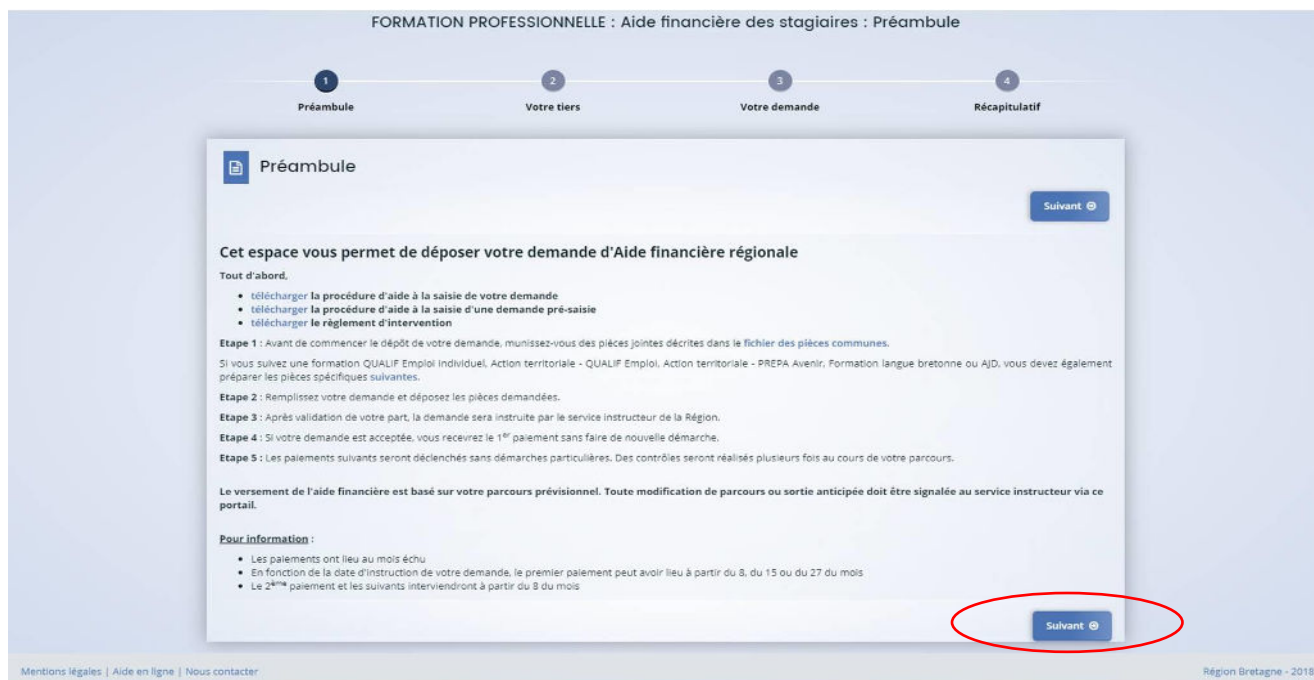 FORMATION PROFESSIONNELLE : Aide financière des stagiaires : Préambule
1
2
3
4
Préambule
Votre tiers
Votre demande
Récapitulatif
Préambule
Suivant
Cet espace vous permet de déposer votre demande d'Aide financière régionale
Tout d'abord,
• télécharger la procédure d'aide à la saisie de votre demande
• télécharger la procédure d'aide à la saisie d'une demande pré-saisie
• télécharger le règlement d'intervention
Etape 1 : Avant de commencer le dépôt de votre demande, munissez-vous des pièces jointes décrites dans le fichier des pièces communes.
Si vous suivez une formation QUALIF Emploi individuel, Action territoriale - QUALIF Emploi, Action territoriale - PREPA Avenir, Formation langue bretonne ou AJD, vous devez également
préparer les pièces spécifiques suivantes.
Etape 2 : Remplissez votre demande et déposez les pièces demandées.
Etape 3 : Après validation de votre part, la demande sera instruite par le service instructeur de la Région.
Etape 4 : Si votre demande est acceptée, vous recevrez le 1er paiement sans faire de nouvelle démarche.
Etape 5 : Les paiements suivants seront déclenchés sans démarches particulières. Des contrôles seront réalisés plusieurs fois au cours de votre parcours.
Le versement de l'aide financière est basé sur votre parcours prévisionnel. Toute modification de parcours ou sortie anticipée doit être signalée au service instructeur via ce
portail.
Pour information :
• Les paiements ont lieu au mois échu
• En fonction de la date d'instruction de votre demande, le premier paiement peut avoir lieu à partir du 8, du 15 ou du 27 du mois
• Le 2ème paiement et les suivants interviendront à partir du 8 du mois
Suivant
Mentions légales | Aide en ligne | Nous contacter
Région Bretagne - 2018